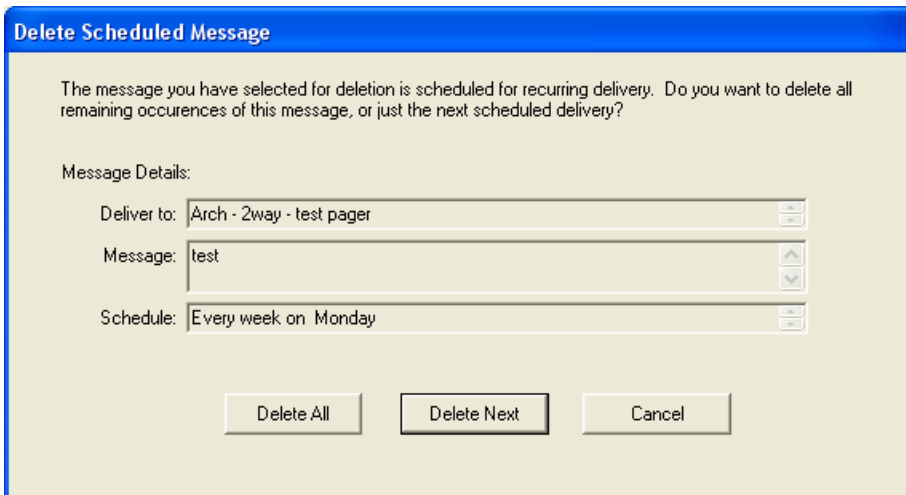 Delete Scheduled Message
The message you have selected for deletion is scheduled for recurring delivery.  Do you want to delete all
remaining occurences of this message, or just the next scheduled delivery?
Message Details:
Deliver to: Arch - 2way - test pager
Message: test
Schedule: Every week on  Monday
Delete All Delete Next Cancel